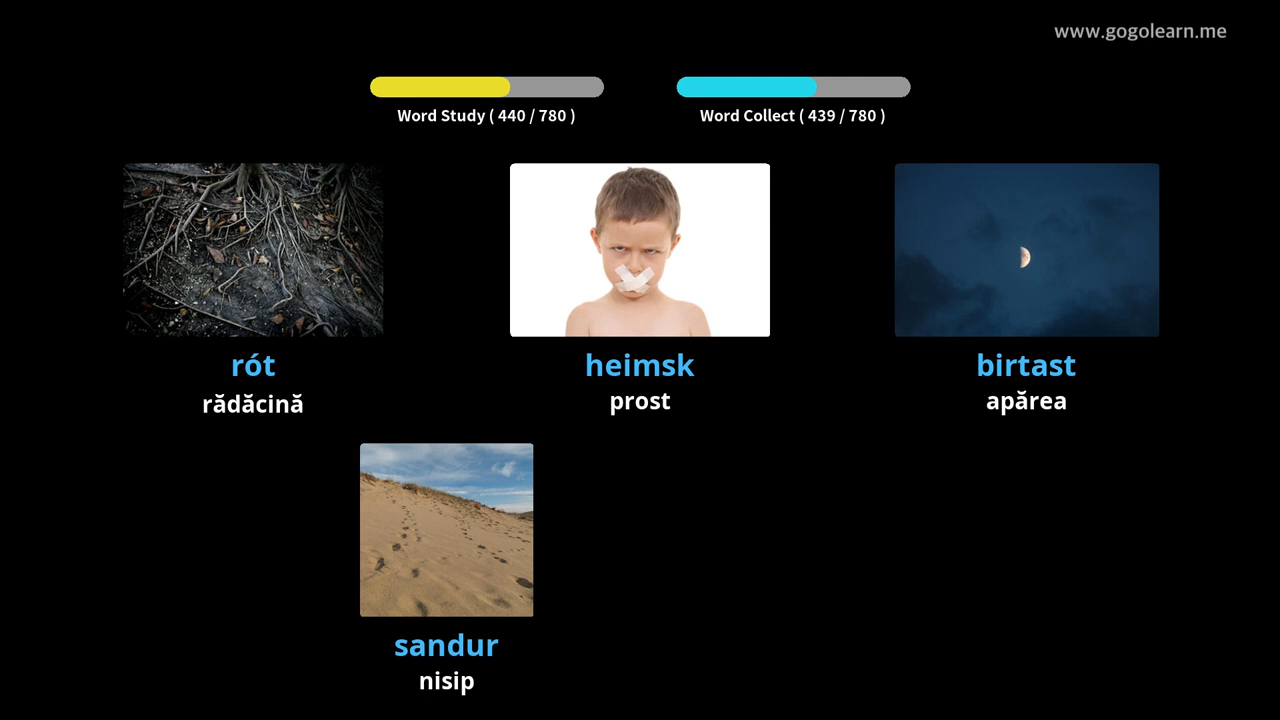 www.gogolearn.me
Word Study ( 440 / 780 )
Word Collect ( 439 / 780 )
rót
rădăcină
heimsk
prost
birtast
apărea
sandur
nisip